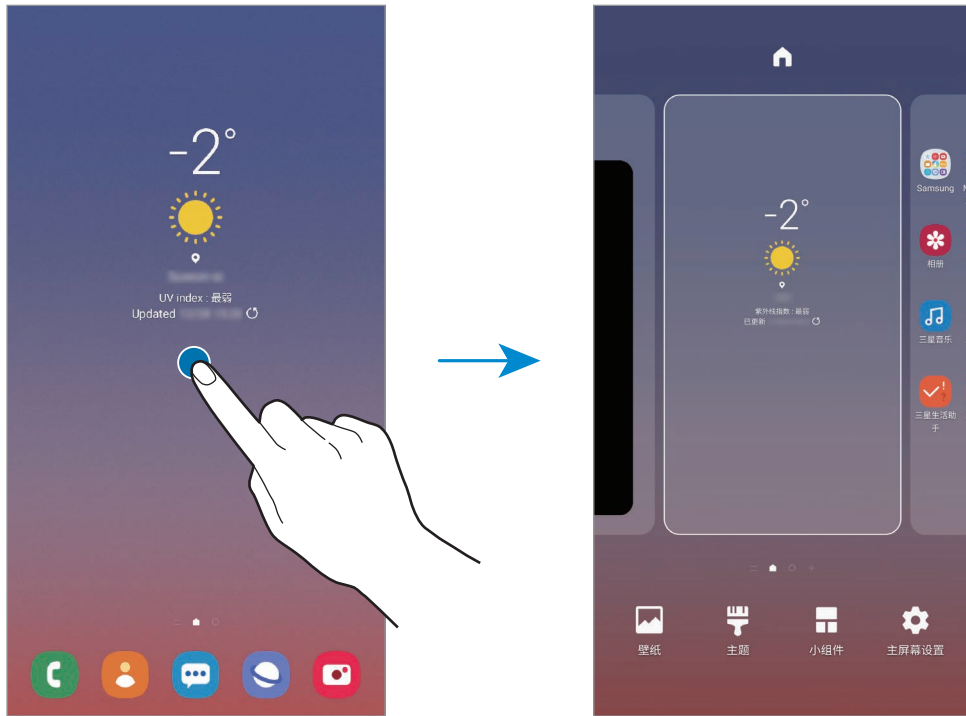 -2°
UV index : 最弱
Updated
-2°
紫外线指数 : 最弱
已更新
Samsung
相册
三星音乐
三星生活助
手
壁纸
主题
小组件
主屏幕设置